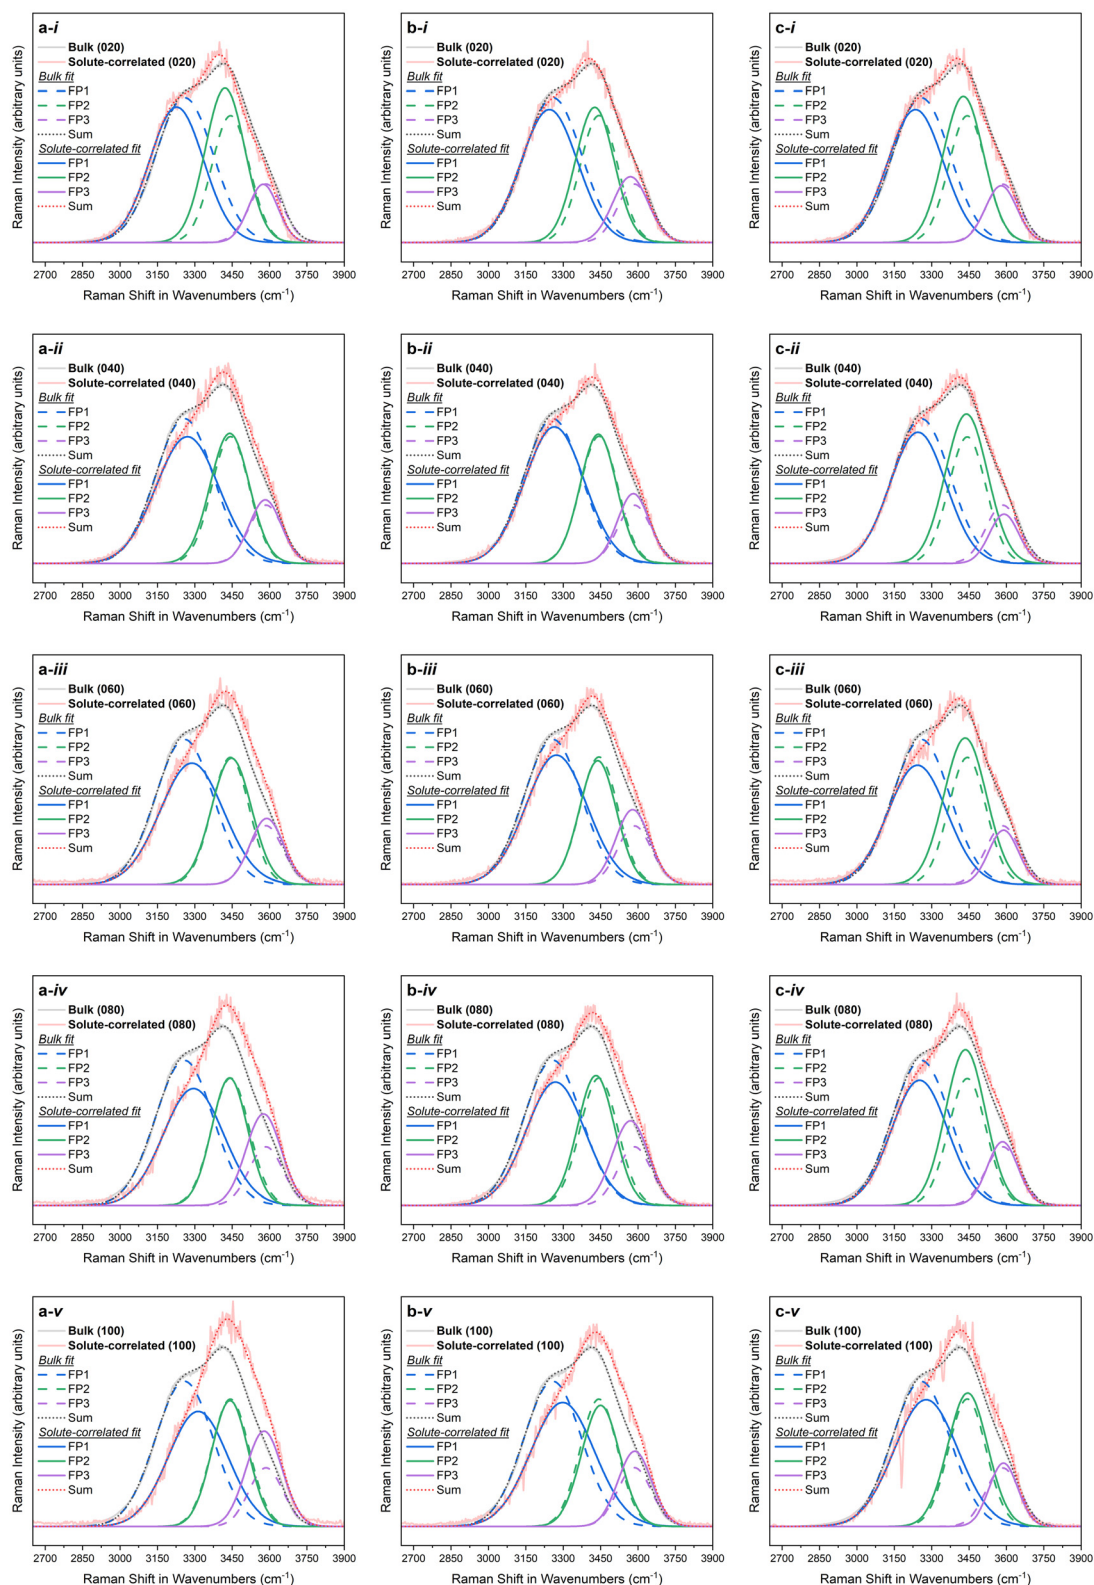 a-i
Bulk (020)
Solute-correlated (020)
Bulk fit
FP1
FP2
FP3
Sum
Solute-correlated fit
FP1
FP2
FP3
Sum
Raman Intensity (arbitrary units)
2700 2850 3000 3150 3300 3450 3600 3750 3900
Raman Shift in Wavenumbers (cm⁻¹)
b-i
Bulk (020)
Solute-correlated (020)
Bulk fit
FP1
FP2
FP3
Sum
Solute-correlated fit
FP1
FP2
FP3
Sum
Raman Intensity (arbitrary units)
2700 2850 3000 3150 3300 3450 3600 3750 3900
Raman Shift in Wavenumbers (cm⁻¹)
c-i
Bulk (020)
Solute-correlated (020)
Bulk fit
FP1
FP2
FP3
Sum
Solute-correlated fit
FP1
FP2
FP3
Sum
Raman Intensity (arbitrary units)
2700 2850 3000 3150 3300 3450 3600 3750 3900
Raman Shift in Wavenumbers (cm⁻¹)
a-ii
Bulk (040)
Solute-correlated (040)
Bulk fit
FP1
FP2
FP3
Sum
Solute-correlated fit
FP1
FP2
FP3
Sum
Raman Intensity (arbitrary units)
2700 2850 3000 3150 3300 3450 3600 3750 3900
Raman Shift in Wavenumbers (cm⁻¹)
b-ii
Bulk (040)
Solute-correlated (040)
Bulk fit
FP1
FP2
FP3
Sum
Solute-correlated fit
FP1
FP2
FP3
Sum
Raman Intensity (arbitrary units)
2700 2850 3000 3150 3300 3450 3600 3750 3900
Raman Shift in Wavenumbers (cm⁻¹)
c-ii
Bulk (040)
Solute-correlated (040)
Bulk fit
FP1
FP2
FP3
Sum
Solute-correlated fit
FP1
FP2
FP3
Sum
Raman Intensity (arbitrary units)
2700 2850 3000 3150 3300 3450 3600 3750 3900
Raman Shift in Wavenumbers (cm⁻¹)
a-iii
Bulk (060)
Solute-correlated (060)
Bulk fit
FP1
FP2
FP3
Sum
Solute-correlated fit
FP1
FP2
FP3
Sum
Raman Intensity (arbitrary units)
2700 2850 3000 3150 3300 3450 3600 3750 3900
Raman Shift in Wavenumbers (cm⁻¹)
b-iii
Bulk (060)
Solute-correlated (060)
Bulk fit
FP1
FP2
FP3
Sum
Solute-correlated fit
FP1
FP2
FP3
Sum
Raman Intensity (arbitrary units)
2700 2850 3000 3150 3300 3450 3600 3750 3900
Raman Shift in Wavenumbers (cm⁻¹)
c-iii
Bulk (060)
Solute-correlated (060)
Bulk fit
FP1
FP2
FP3
Sum
Solute-correlated fit
FP1
FP2
FP3
Sum
Raman Intensity (arbitrary units)
2700 2850 3000 3150 3300 3450 3600 3750 3900
Raman Shift in Wavenumbers (cm⁻¹)
a-iv
Bulk (080)
Solute-correlated (080)
Bulk fit
FP1
FP2
FP3
Sum
Solute-correlated fit
FP1
FP2
FP3
Sum
Raman Intensity (arbitrary units)
2700 2850 3000 3150 3300 3450 3600 3750 3900
Raman Shift in Wavenumbers (cm⁻¹)
b-iv
Bulk (080)
Solute-correlated (080)
Bulk fit
FP1
FP2
FP3
Sum
Solute-correlated fit
FP1
FP2
FP3
Sum
Raman Intensity (arbitrary units)
2700 2850 3000 3150 3300 3450 3600 3750 3900
Raman Shift in Wavenumbers (cm⁻¹)
c-iv
Bulk (080)
Solute-correlated (080)
Bulk fit
FP1
FP2
FP3
Sum
Solute-correlated fit
FP1
FP2
FP3
Sum
Raman Intensity (arbitrary units)
2700 2850 3000 3150 3300 3450 3600 3750 3900
Raman Shift in Wavenumbers (cm⁻¹)
a-v
Bulk (100)
Solute-correlated (100)
Bulk fit
FP1
FP2
FP3
Sum
Solute-correlated fit
FP1
FP2
FP3
Sum
Raman Intensity (arbitrary units)
2700 2850 3000 3150 3300 3450 3600 3750 3900
Raman Shift in Wavenumbers (cm⁻¹)
b-v
Bulk (100)
Solute-correlated (100)
Bulk fit
FP1
FP2
FP3
Sum
Solute-correlated fit
FP1
FP2
FP3
Sum
Raman Intensity (arbitrary units)
2700 2850 3000 3150 3300 3450 3600 3750 3900
Raman Shift in Wavenumbers (cm⁻¹)
c-v
Bulk (100)
Solute-correlated (100)
Bulk fit
FP1
FP2
FP3
Sum
Solute-correlated fit
FP1
FP2
FP3
Sum
Raman Intensity (arbitrary units)
2700 2850 3000 3150 3300 3450 3600 3750 3900
Raman Shift in Wavenumbers (cm⁻¹)